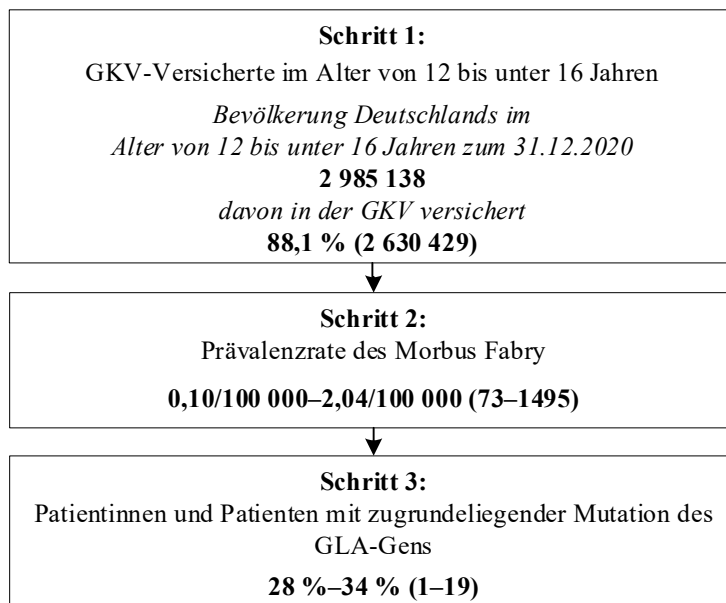 Schritt 1:
GKV-Versicherte im Alter von 12 bis unter 16 Jahren
Bevölkerung Deutschlands im
Alter von 12 bis unter 16 Jahren zum 31.12.2020
2 985 138
davon in der GKV versichert
88,1 % (2 630 429)
Schritt 2:
Prävalenzrate des Morbus Fabry
0,10/100 000–2,04/100 000 (73–1495)
Schritt 3:
Patientinnen und Patienten mit zugrundeliegender Mutation des
GLA-Gens
28 %–34 % (1–19)